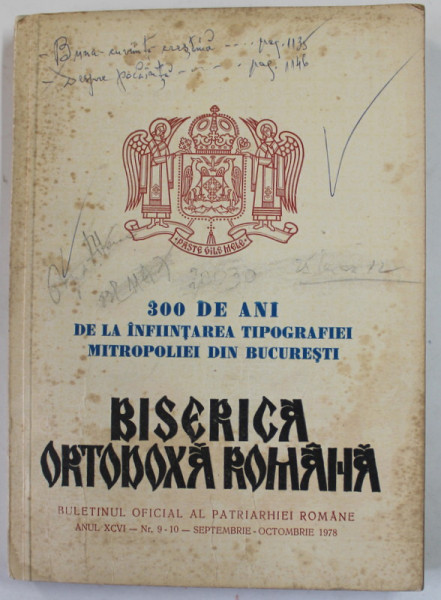 - Buna-cuviință creștină - - - - pag. 1135
- Despre pocăință - - - - - pag. 1146
PASTE OILE MELE
300 DE ANI
DE LA ÎNFIINȚAREA TIPOGRAFIEI
MITROPOLIEI DIN BUCUREȘTI
BISERICA
ORTODOXĂ ROMÂNĂ
BULETINUL OFICIAL AL PATRIARHIEI ROMÂNE
ANUL XCVI — Nr. 9-10 — SEPTEMBRIE-OCTOMBRIE 1978